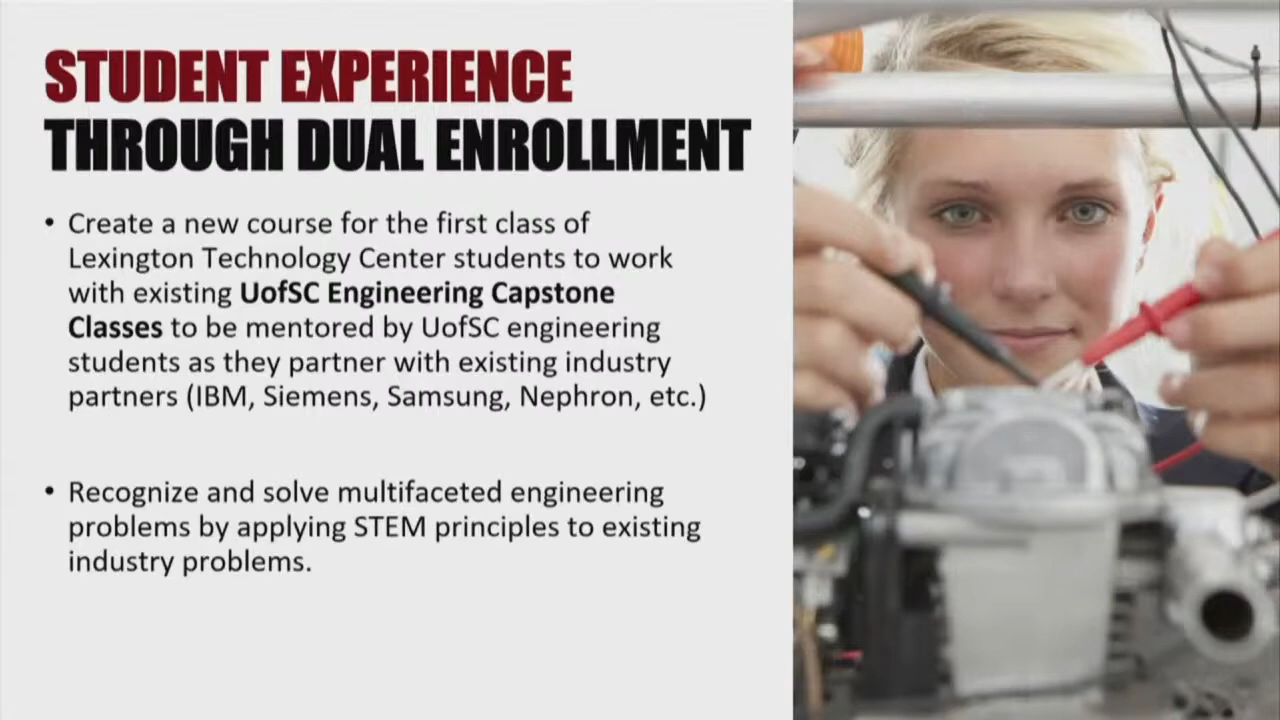 STUDENT EXPERIENCE
THROUGH DUAL ENROLLMENT
• Create a new course for the first class of
Lexington Technology Center students to work
with existing UofSC Engineering Capstone
Classes to be mentored by UofSC engineering
students as they partner with existing industry
partners (IBM, Siemens, Samsung, Nephron, etc.)
• Recognize and solve multifaceted engineering
problems by applying STEM principles to existing
industry problems.